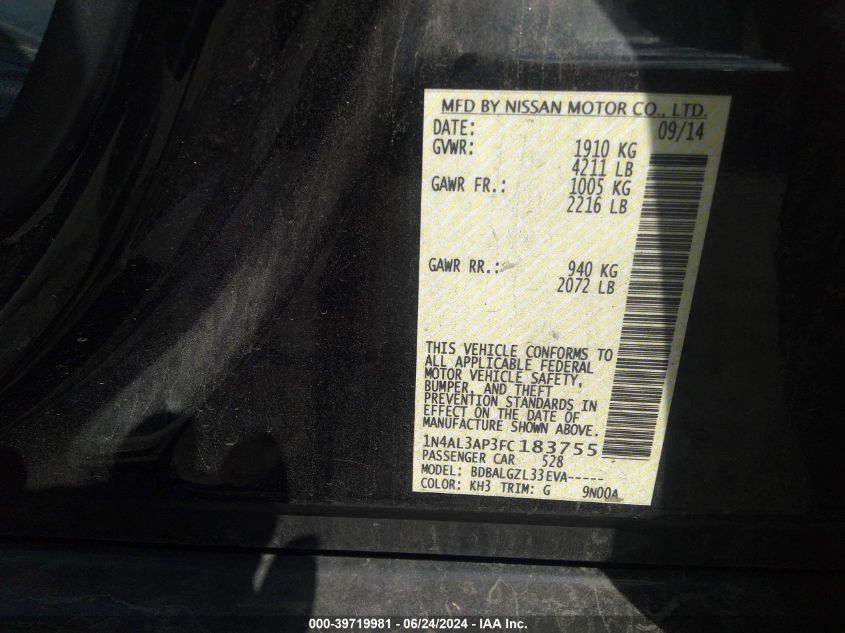 MFD BY NISSAN MOTOR CO., LTD.
DATE: 09/14
GVWR: 1910 KG
4211 LB
GAWR FR.: 1005 KG
2216 LB
GAWR RR.: 940 KG
2072 LB
THIS VEHICLE CONFORMS TO
ALL APPLICABLE FEDERAL
MOTOR VEHICLE SAFETY,
BUMPER, AND THEFT
PREVENTION STANDARDS IN
EFFECT ON THE DATE OF
MANUFACTURE SHOWN ABOVE.
1N4AL3AP3FC183755
PASSENGER CAR 528
MODEL: BDBALGZL33EVA-----
COLOR: KH3 TRIM: G 9N00A
000-39719981 - 06/24/2024 - IAA Inc.